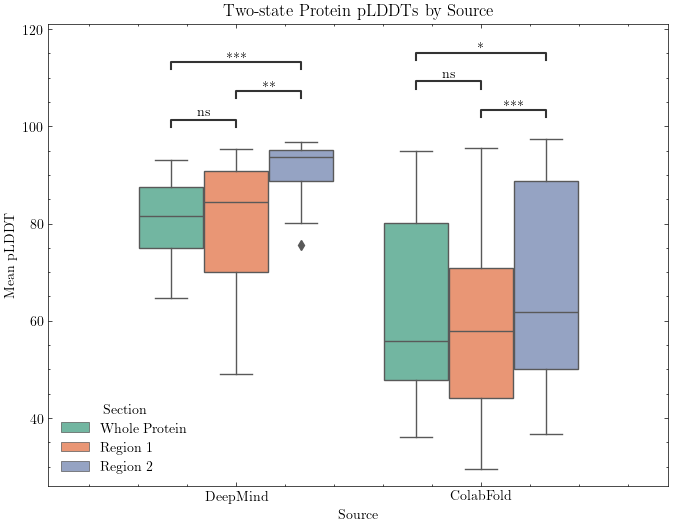 Two-state Protein pLDDTs by Source
120
100
80
60
40
Mean pLDDT
***
**
ns
*
ns
***
Section
Whole Protein
Region 1
Region 2
DeepMind
ColabFold
Source